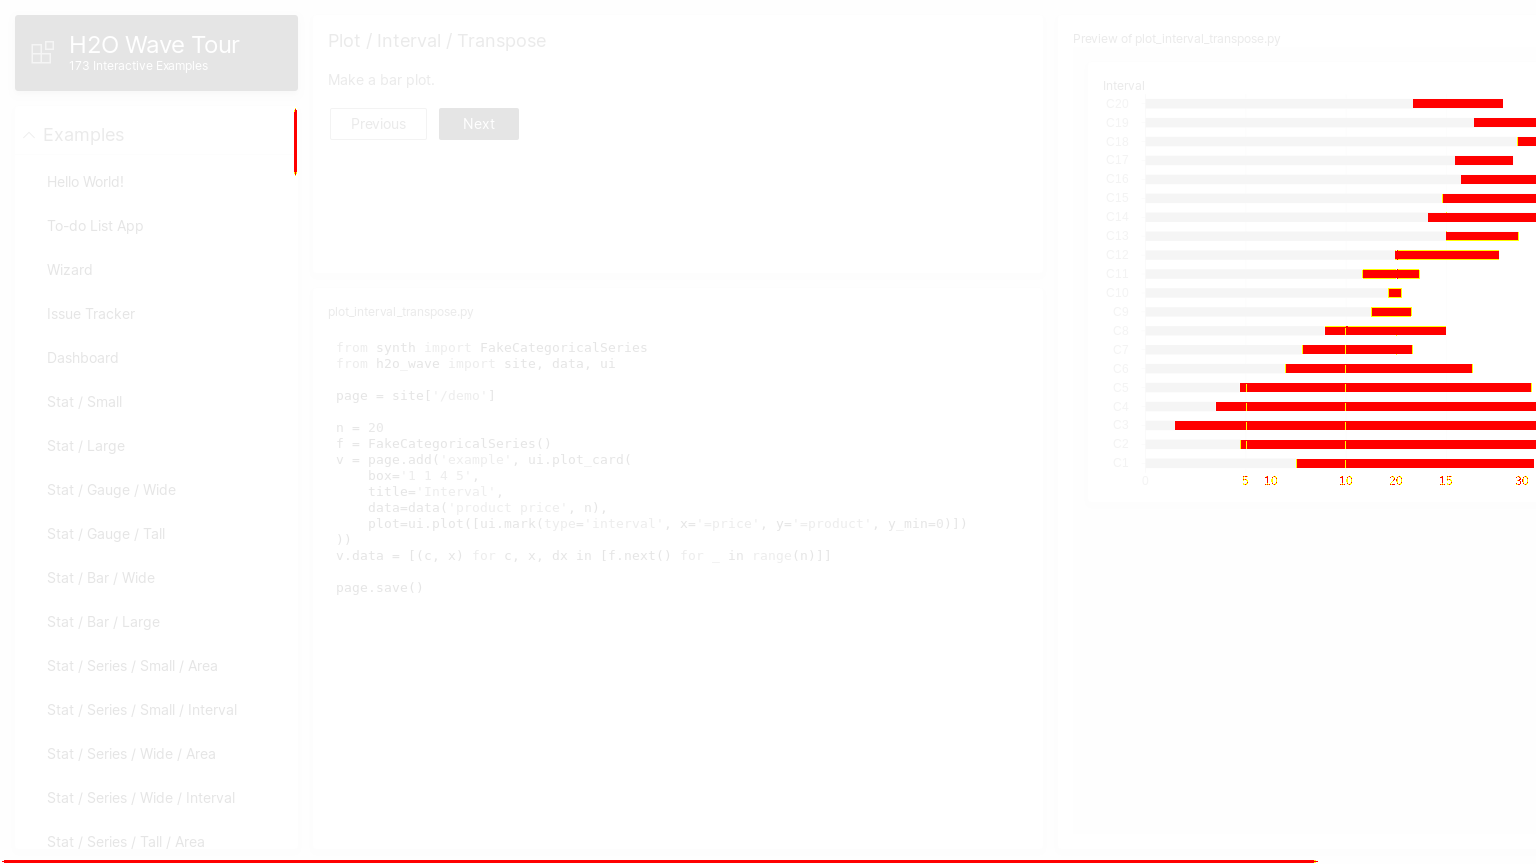 H2O Wave Tour
173 Interactive Examples
Examples
Hello World!
To-do List App
Wizard
Issue Tracker
Dashboard
Stat / Small
Stat / Large
Stat / Gauge / Wide
Stat / Gauge / Tall
Stat / Bar / Wide
Stat / Bar / Large
Stat / Series / Small / Area
Stat / Series / Small / Interval
Stat / Series / Wide / Area
Stat / Series / Wide / Interval
Stat / Series / Tall / Area
Plot / Interval / Transpose
Make a bar plot.
Previous
Next
plot_interval_transpose.py
from synth import FakeCategoricalSeries
from h2o_wave import site, data, ui
page = site['/demo']
n = 20
f = FakeCategoricalSeries()
v = page.add('example', ui.plot_card(
    box='1 1 4 5',
    title='Interval',
    data=data('product price', n),
    plot=ui.plot([ui.mark(type='interval', x='=price', y='=product', y_min=0)])
))
v.data = [(c, x) for c, x, dx in [f.next() for _ in range(n)]]
page.save()
Preview of plot_interval_transpose.py
Interval
C20
C19
C18
C17
C16
C15
C14
C13
C12
C11
C10
C9
C8
C7
C6
C5
C4
C3
C2
C1
0 5 10 10 20 15 30